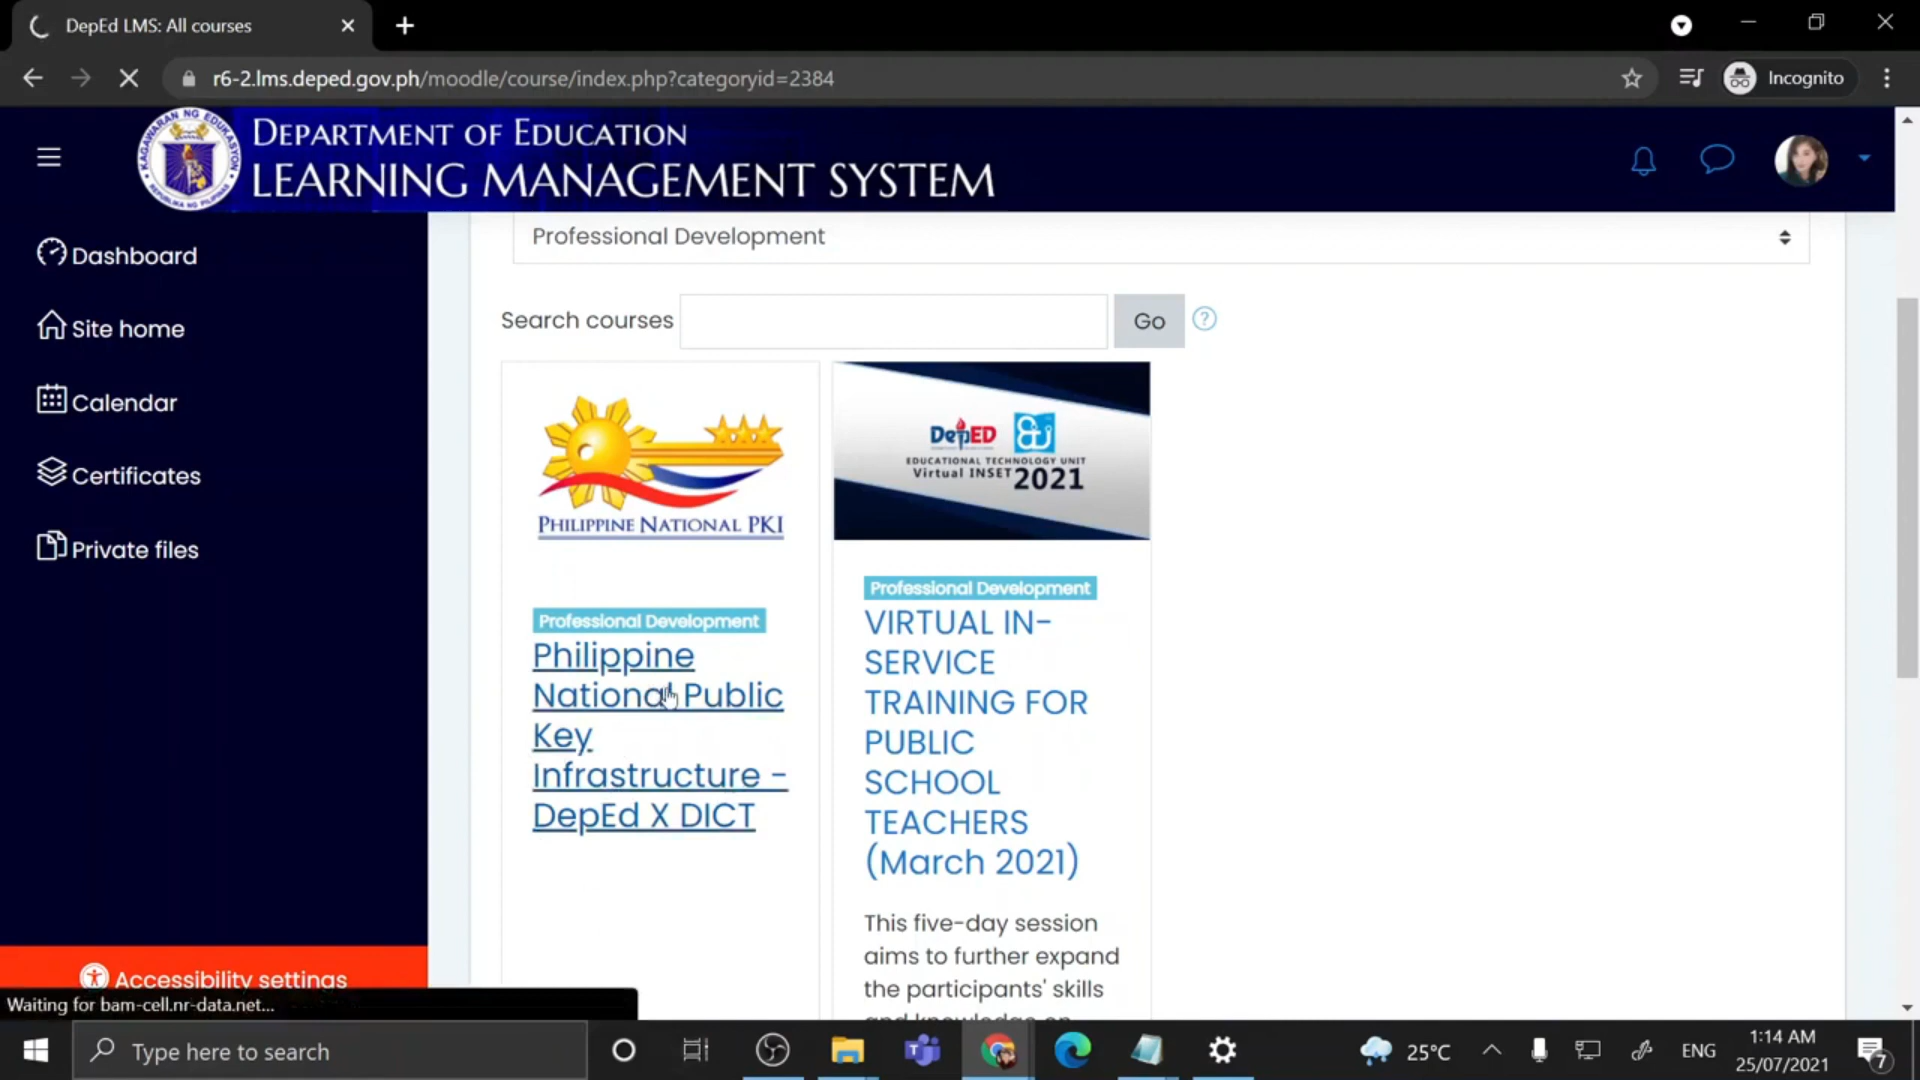 DepEd LMS: All courses
r6-2.lms.deped.gov.ph/moodle/course/index.php?categoryid=2384
Incognito
DEPARTMENT OF EDUCATION
LEARNING MANAGEMENT SYSTEM
Dashboard
Site home
Calendar
Certificates
Private files
Accessibility settings
Waiting for bam-cell.nr-data.net...
Professional Development
Search courses
Go
?
PHILIPPINE NATIONAL PKI
Professional Development
Philippine
National Public
Key
Infrastructure -
DepEd X DICT
DepED
EDUCATIONAL TECHNOLOGY UNIT
Virtual INSET 2021
Professional Development
VIRTUAL IN-
SERVICE
TRAINING FOR
PUBLIC
SCHOOL
TEACHERS
(March 2021)
This five-day session
aims to further expand
the participants' skills
and knowledge on
Type here to search
25°C
ENG
1:14 AM
25/07/2021
7